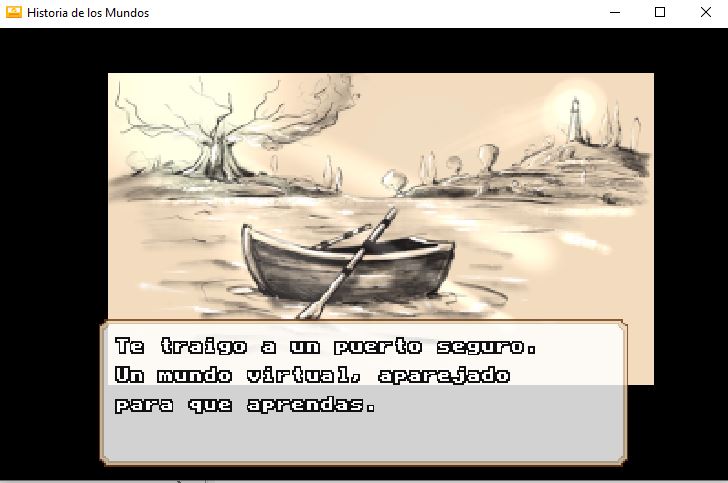 Historia de los Mundos
Te traigo a un puerto seguro.
Un mundo virtual, aparejado
para que aprendas.